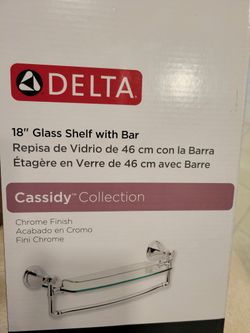 DELTA
18" Glass Shelf with Bar
Repisa de Vidrio de 46 cm con la Barra
Étagère en Verre de 46 cm avec Barre
Cassidy™ Collection
Chrome Finish
Acabado en Cromo
Fini Chrome